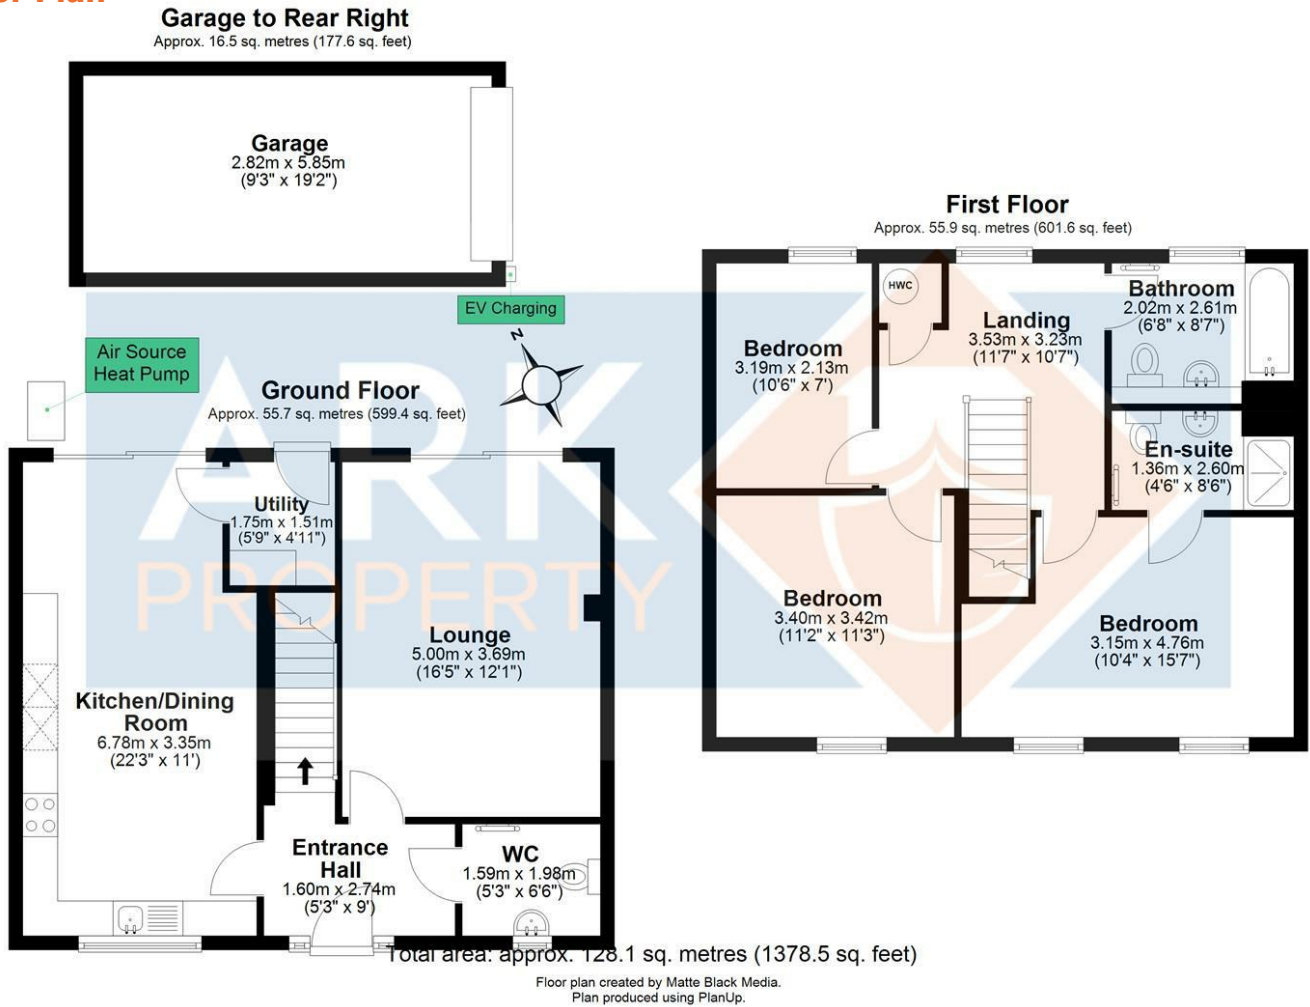 Garage to Rear Right
Approx. 16.5 sq. metres (177.6 sq. feet)
Garage
2.82m x 5.85m
(9'3" x 19'2")
EV Charging
Air Source
Heat Pump
N
Ground Floor
Approx. 55.7 sq. metres (599.4 sq. feet)
Utility
1.75m x 1.51m
(5'9" x 4'11")
Lounge
5.00m x 3.69m
(16'5" x 12'1")
Kitchen/Dining
Room
6.78m x 3.35m
(22'3" x 11')
Entrance
Hall
1.60m x 2.74m
(5'3" x 9')
WC
1.59m x 1.98m
(5'3" x 6'6")
First Floor
Approx. 55.9 sq. metres (601.6 sq. feet)
HWC
Bedroom
3.19m x 2.13m
(10'6" x 7')
Landing
3.53m x 3.23m
(11'7" x 10'7")
Bathroom
2.02m x 2.61m
(6'8" x 8'7")
En-suite
1.36m x 2.60m
(4'6" x 8'6")
Bedroom
3.40m x 3.42m
(11'2" x 11'3")
Bedroom
3.15m x 4.76m
(10'4" x 15'7")
ARK
PROPERTY
Total area: approx. 128.1 sq. metres (1378.5 sq. feet)
Floor plan created by Matte Black Media.
Plan produced using PlanUp.